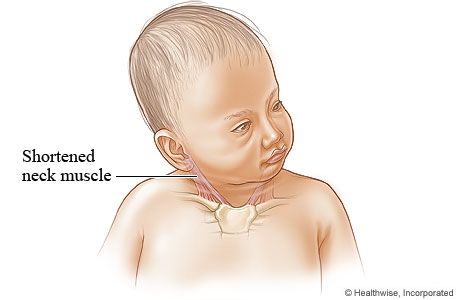 Shortened
neck muscle
© Healthwise, Incorporated